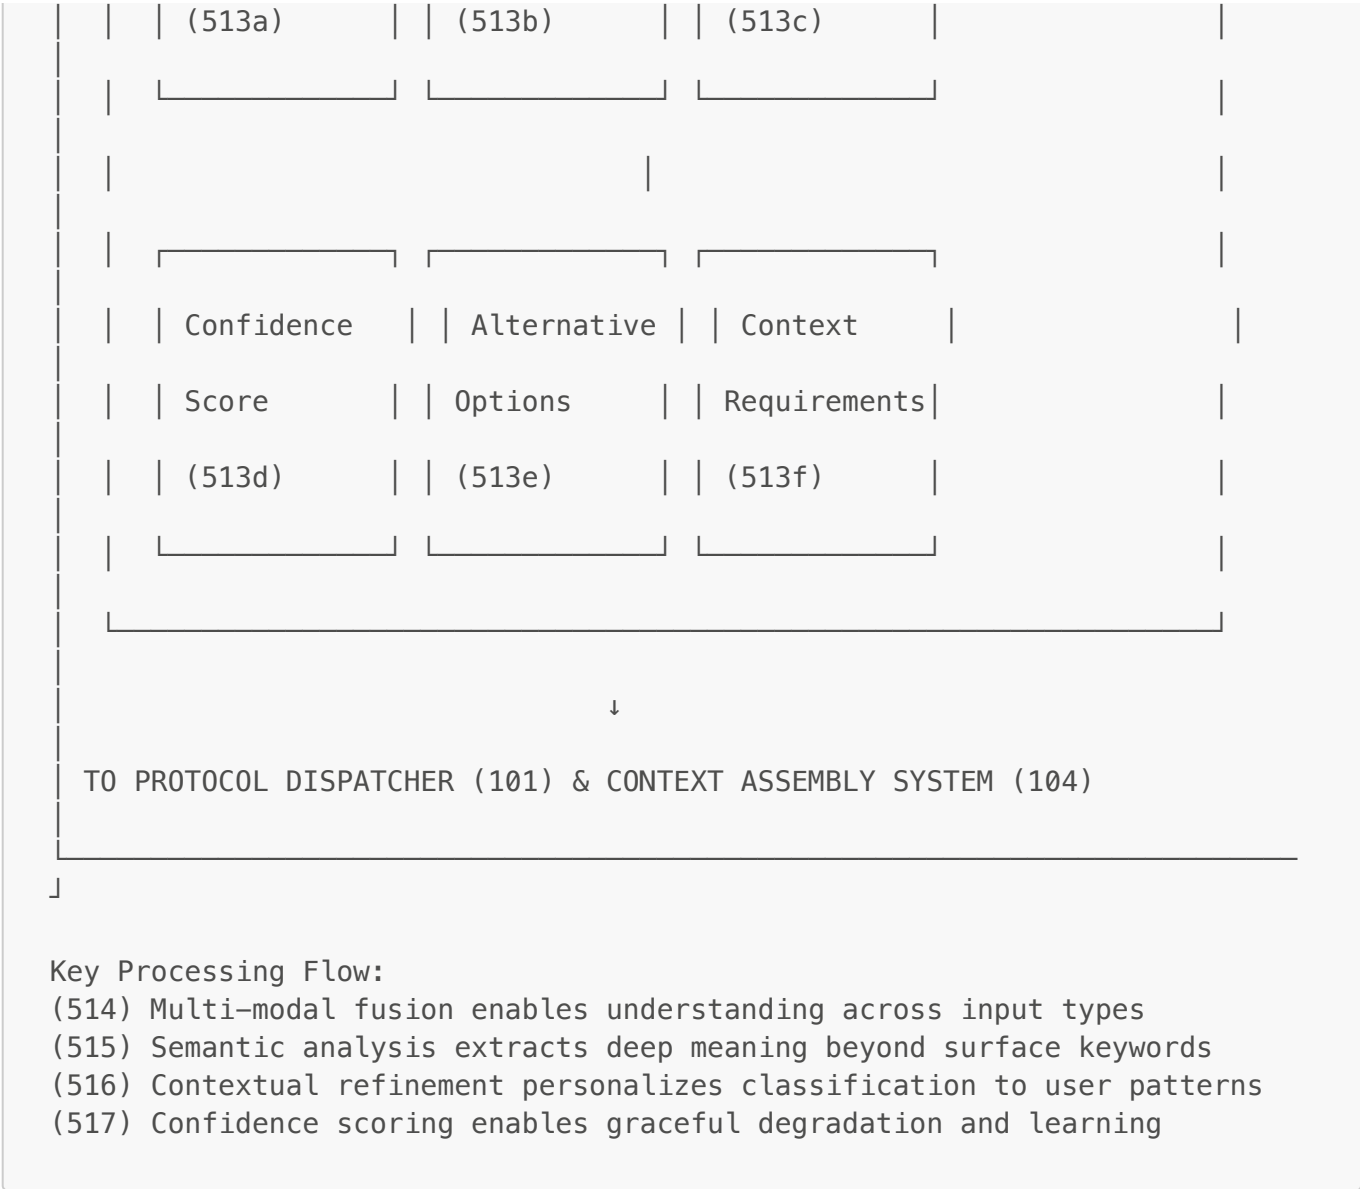 (513a) (513b) (513c)
Confidence Alternative Context
Score Options Requirements
(513d) (513e) (513f)
↓
TO PROTOCOL DISPATCHER (101) & CONTEXT ASSEMBLY SYSTEM (104)
Key Processing Flow:
(514) Multi-modal fusion enables understanding across input types
(515) Semantic analysis extracts deep meaning beyond surface keywords
(516) Contextual refinement personalizes classification to user patterns
(517) Confidence scoring enables graceful degradation and learning